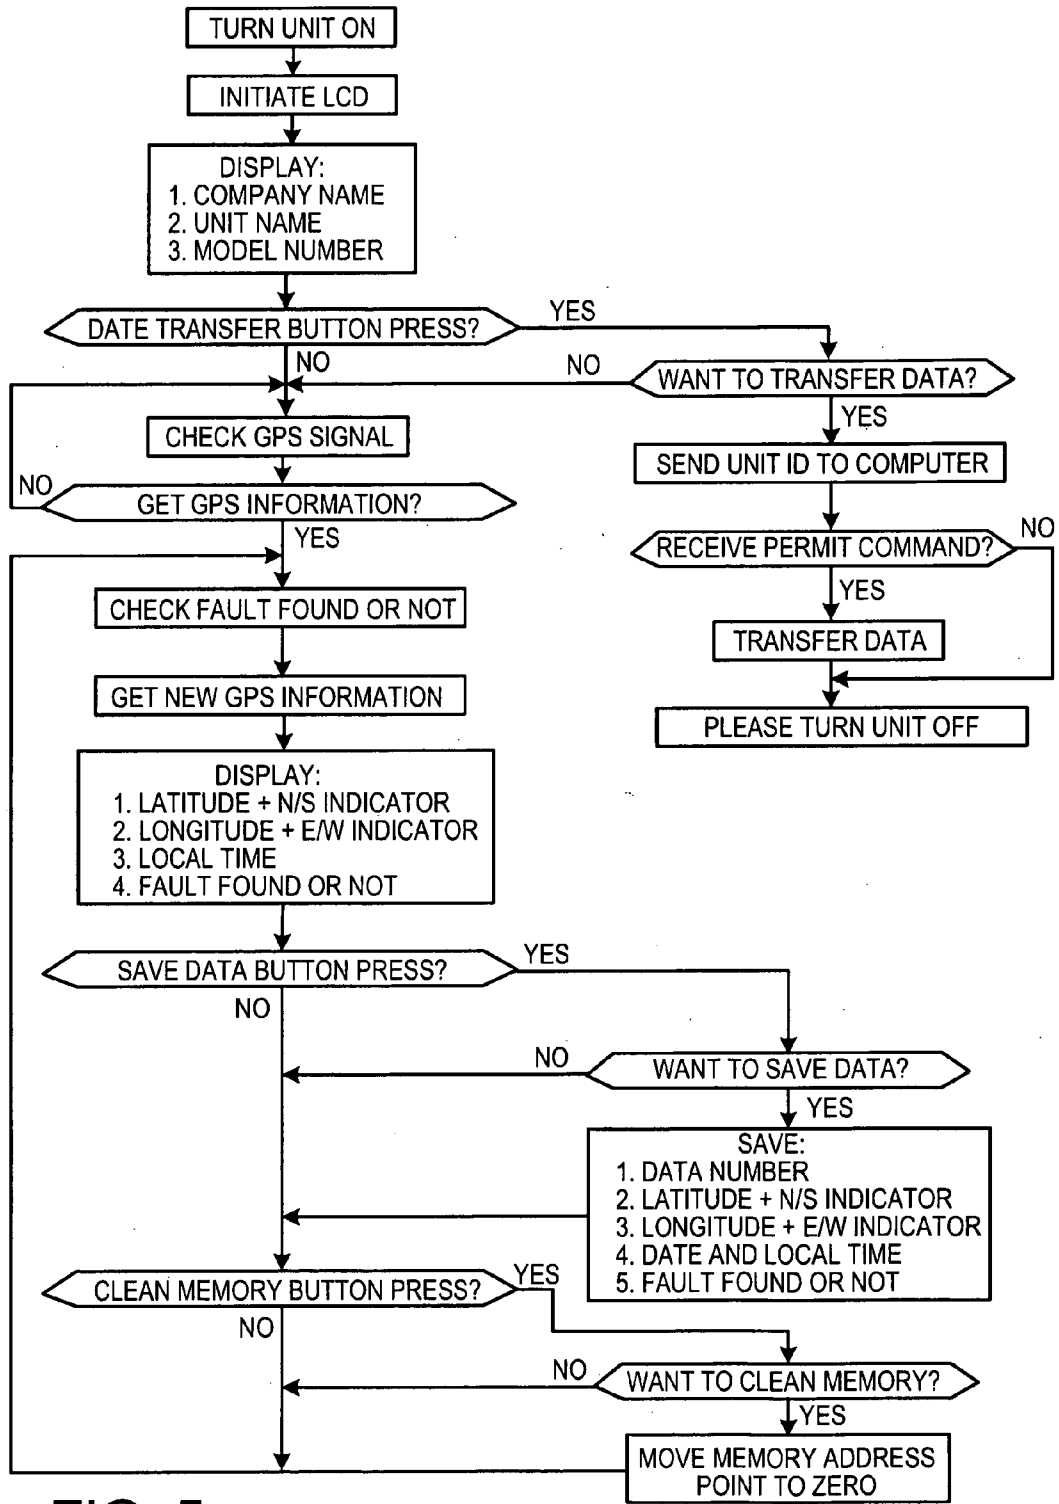 TURN UNIT ON
INITIATE LCD
DISPLAY:
1. COMPANY NAME
2. UNIT NAME
3. MODEL NUMBER
DATE TRANSFER BUTTON PRESS?
YES
NO
WANT TO TRANSFER DATA?
NO
YES
CHECK GPS SIGNAL
SEND UNIT ID TO COMPUTER
GET GPS INFORMATION?
NO
YES
RECEIVE PERMIT COMMAND?
NO
YES
CHECK FAULT FOUND OR NOT
TRANSFER DATA
GET NEW GPS INFORMATION
PLEASE TURN UNIT OFF
DISPLAY:
1. LATITUDE + N/S INDICATOR
2. LONGITUDE + E/W INDICATOR
3. LOCAL TIME
4. FAULT FOUND OR NOT
SAVE DATA BUTTON PRESS?
YES
NO
WANT TO SAVE DATA?
NO
YES
SAVE:
1. DATA NUMBER
2. LATITUDE + N/S INDICATOR
3. LONGITUDE + E/W INDICATOR
4. DATE AND LOCAL TIME
5. FAULT FOUND OR NOT
CLEAN MEMORY BUTTON PRESS?
YES
NO
WANT TO CLEAN MEMORY?
NO
YES
MOVE MEMORY ADDRESS
POINT TO ZERO